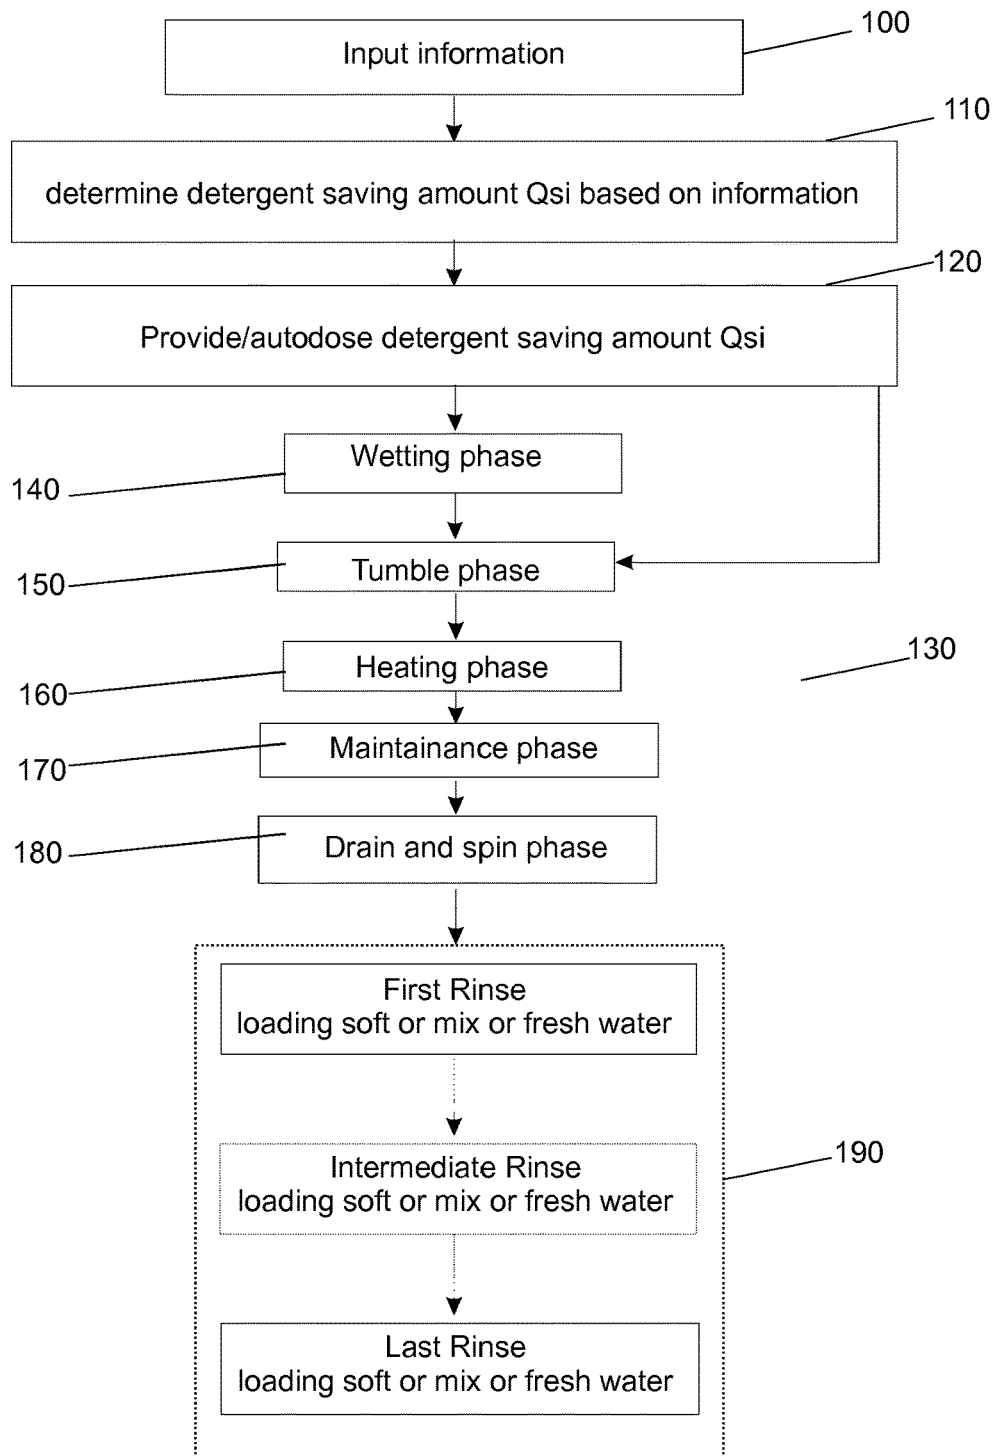 Input information
100
110
determine detergent saving amount Qsi based on information
120
Provide/autodose detergent saving amount Qsi
Wetting phase
140
Tumble phase
150
Heating phase
130
160
Maintainance phase
170
Drain and spin phase
180
First Rinse
loading soft or mix or fresh water
Intermediate Rinse
loading soft or mix or fresh water
190
Last Rinse
loading soft or mix or fresh water